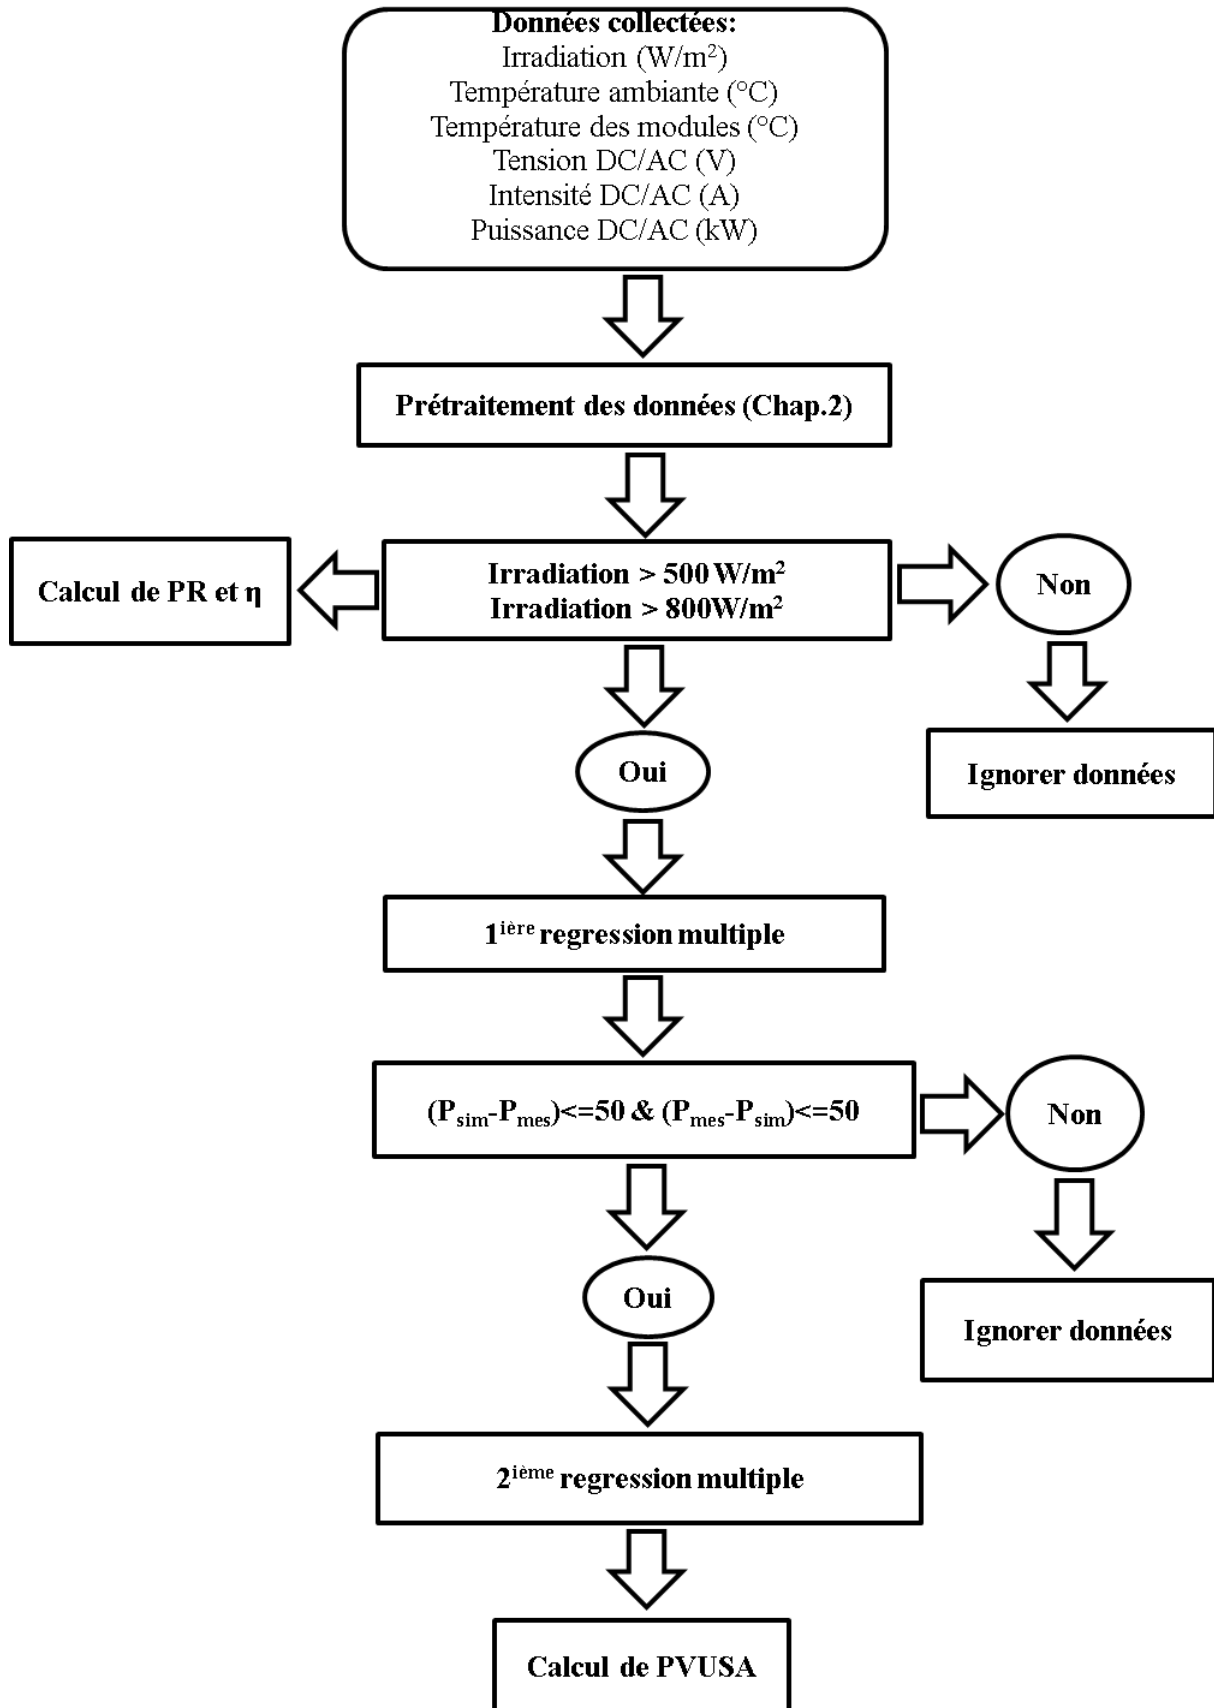 Données collectées:
Irradiation (W/m²)
Température ambiante (°C)
Température des modules (°C)
Tension DC/AC (V)
Intensité DC/AC (A)
Puissance DC/AC (kW)
Prétraitement des données (Chap.2)
Calcul de PR et η
Irradiation > 500 W/m²
Irradiation > 800W/m²
Non
Oui
Ignorer données
1ière regression multiple
(Psim-Pmes)<=50 & (Pmes-Psim)<=50
Non
Oui
Ignorer données
2ième regression multiple
Calcul de PVUSA